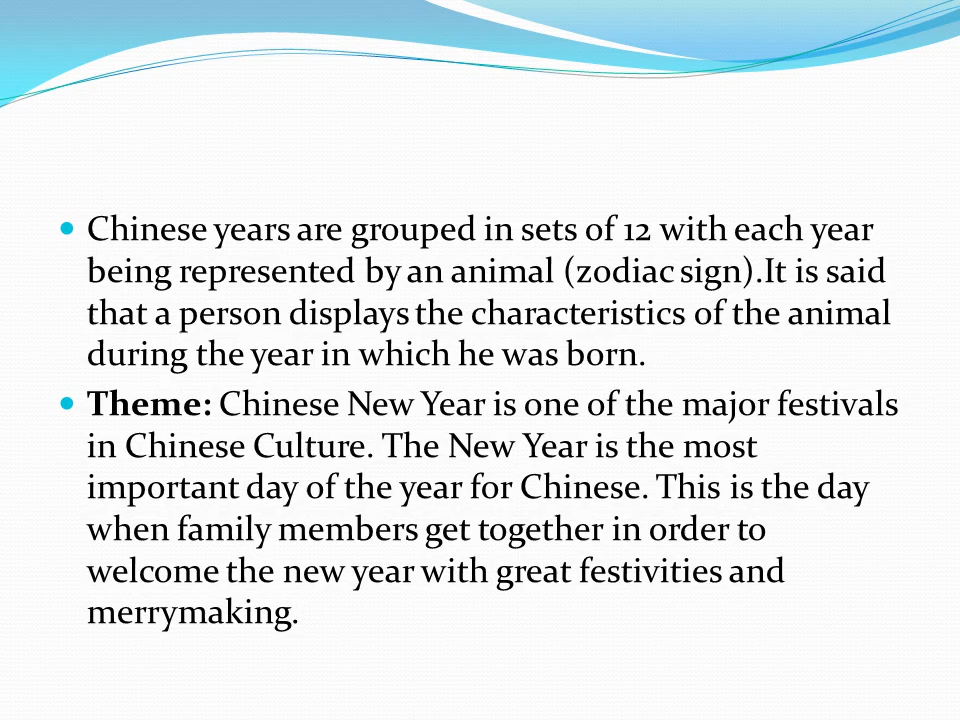 Chinese years are grouped in sets of 12 with each year
being represented by an animal (zodiac sign).It is said
that a person displays the characteristics of the animal
during the year in which he was born.
Theme: Chinese New Year is one of the major festivals
in Chinese Culture. The New Year is the most
important day of the year for Chinese. This is the day
when family members get together in order to
welcome the new year with great festivities and
merrymaking.